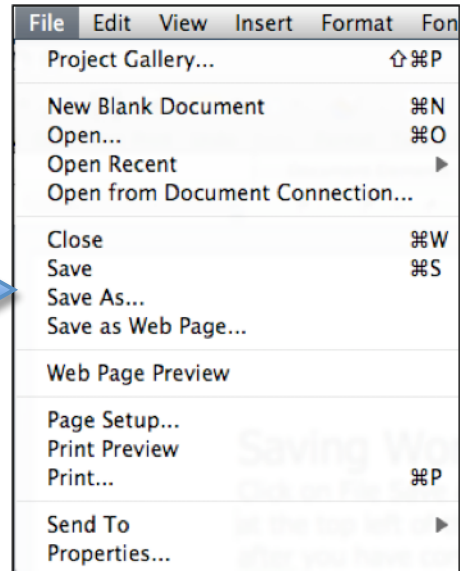 File Edit View Insert Format Fon
Project Gallery... ⇧⌘P
New Blank Document ⌘N
Open... ⌘O
Open Recent ▶
Open from Document Connection...
Close ⌘W
Save ⌘S
Save As...
Save as Web Page...
Web Page Preview
Page Setup...
Print Preview
Print... ⌘P
Send To ▶
Properties...
Saving Wor
Click on File Save
at the top left of
after you have co